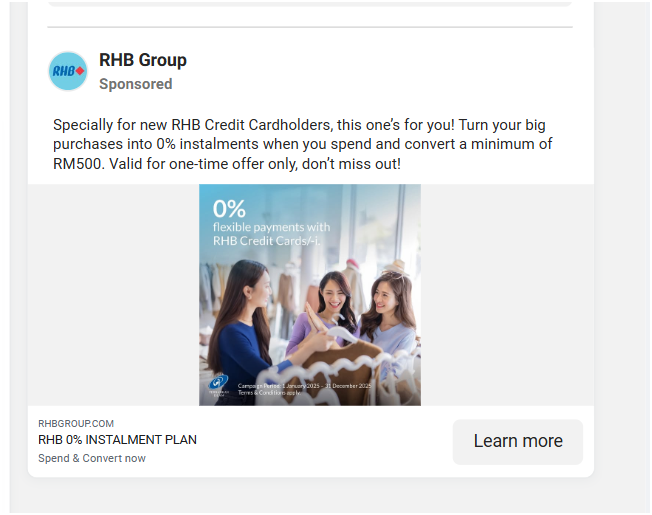 RHB
RHB Group
Sponsored
Specially for new RHB Credit Cardholders, this one’s for you! Turn your big
purchases into 0% instalments when you spend and convert a minimum of
RM500. Valid for one-time offer only, don’t miss out!
0%
flexible payments with
RHB Credit Cards/-i.
Campaign Period: 1 January 2025 – 31 December 2025
Terms & Conditions apply.
RHBGROUP.COM
RHB 0% INSTALMENT PLAN
Spend & Convert now
Learn more